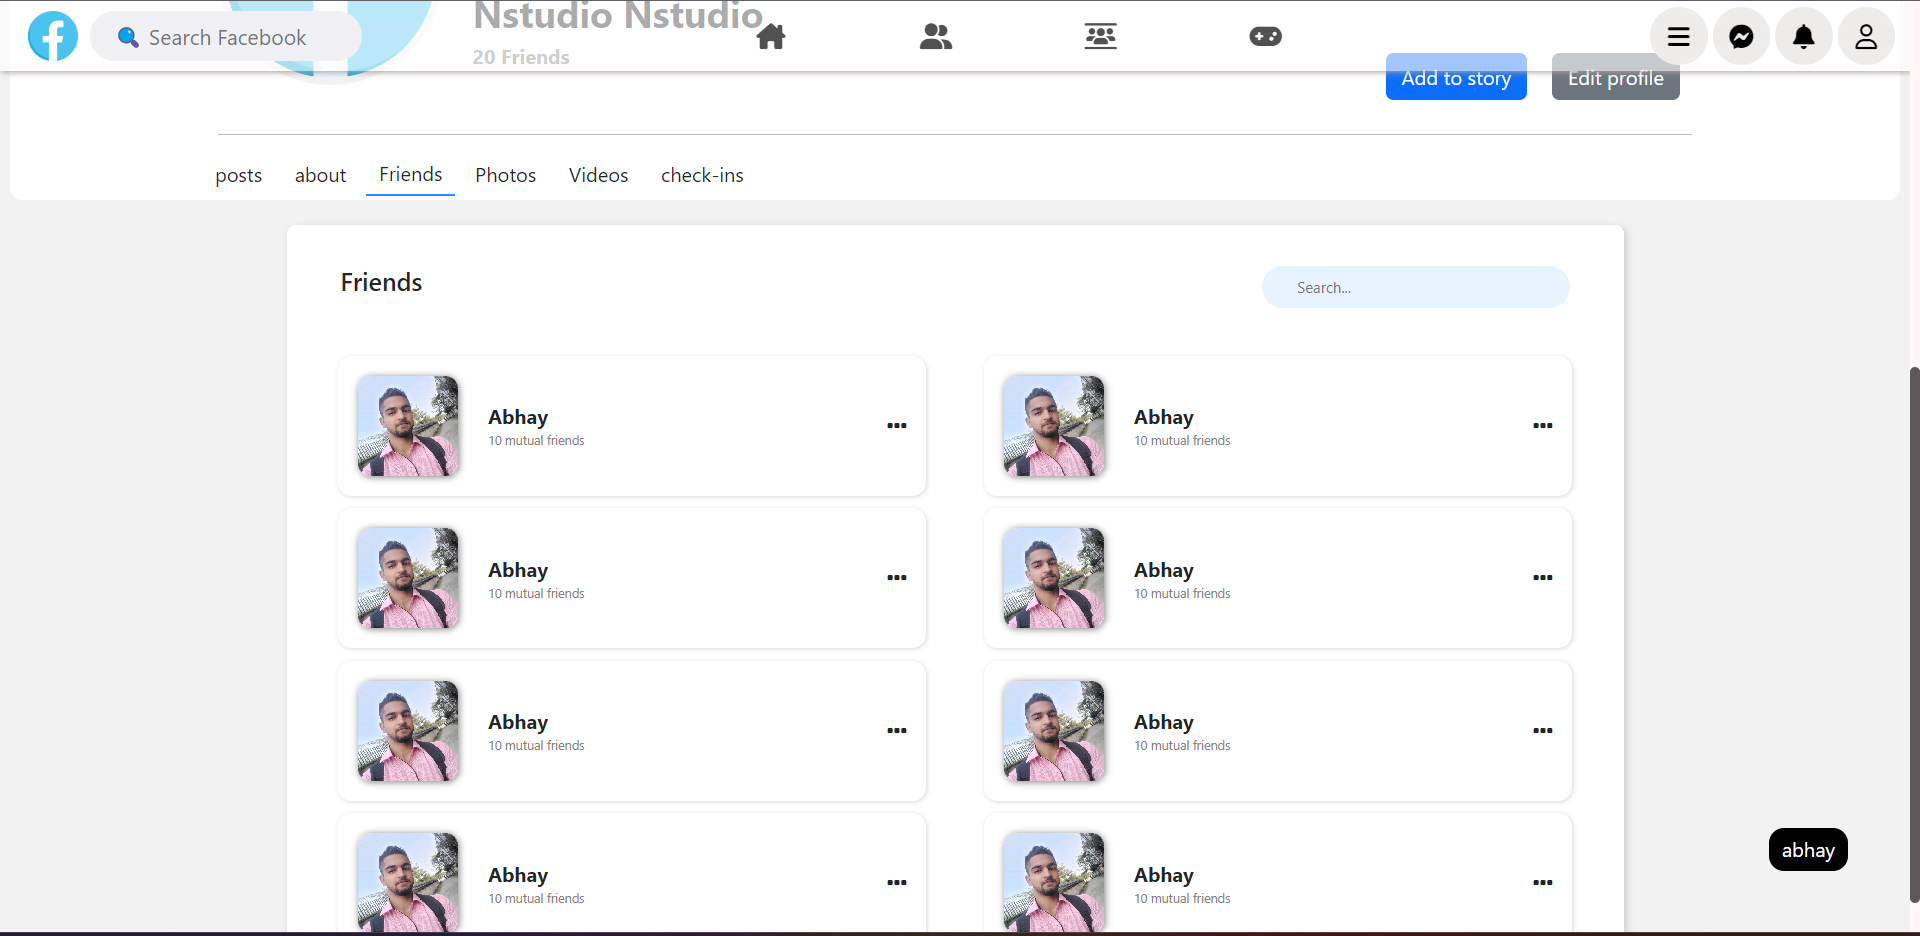 Nstudio Nstudio
Search Facebook
20 Friends
Add to story
Edit profile
posts about Friends Photos Videos check-ins
Friends
Search...
Abhay
10 mutual friends
Abhay
10 mutual friends
Abhay
10 mutual friends
Abhay
10 mutual friends
Abhay
10 mutual friends
Abhay
10 mutual friends
Abhay
10 mutual friends
Abhay
10 mutual friends
abhay